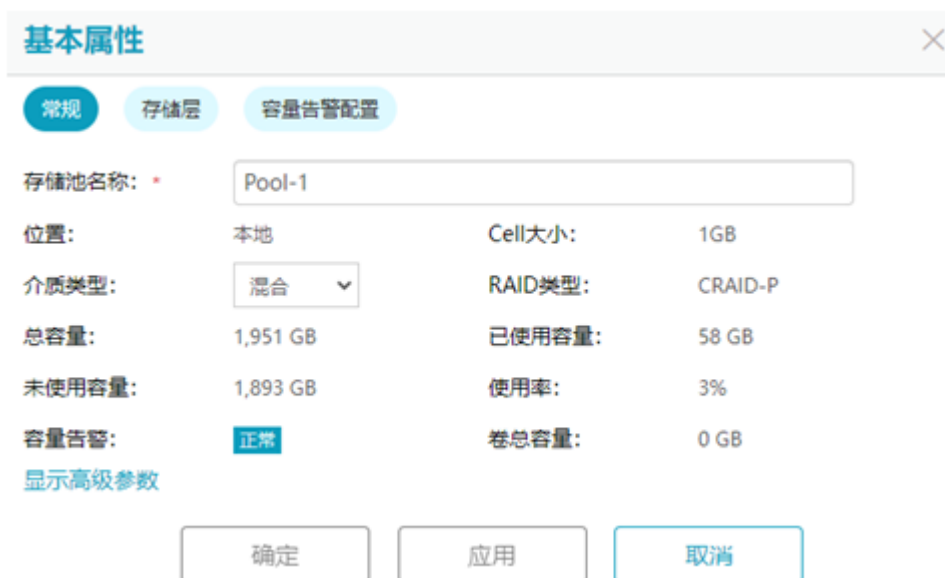 基本属性
常规 存储层 容量告警配置
存储池名称: * Pool-1
位置: 本地 Cell大小: 1GB
介质类型: 混合 RAID类型: CRAID-P
总容量: 1,951 GB 已使用容量: 58 GB
未使用容量: 1,893 GB 使用率: 3%
容量告警: 正常 卷总容量: 0 GB
显示高级参数
确定 应用 取消